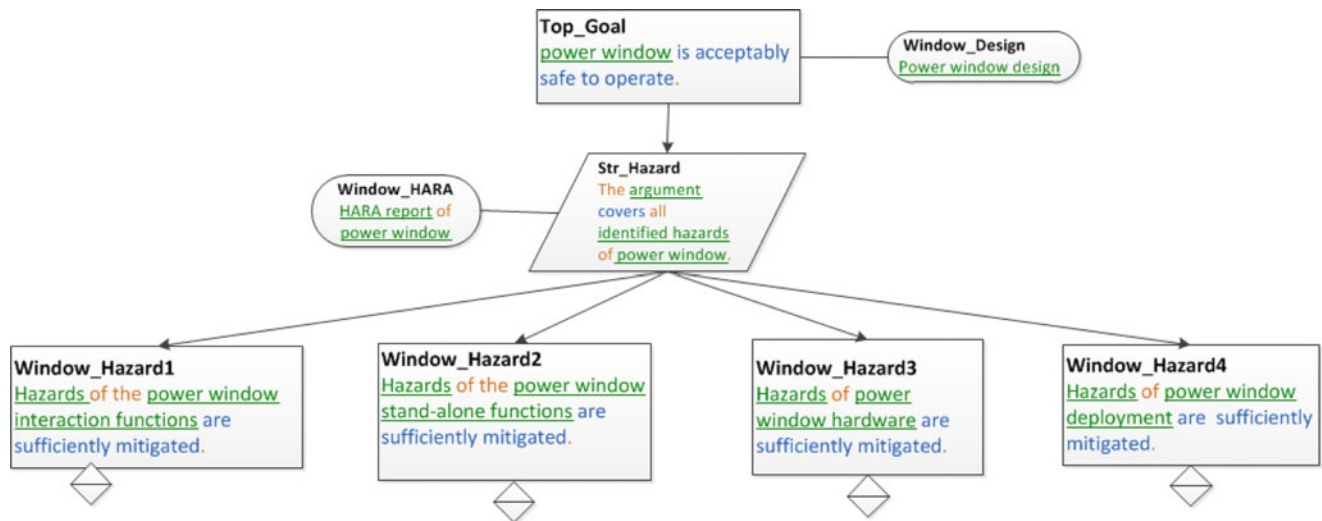 Top_Goal
power window is acceptably
safe to operate.
Window_Design
Power window design
Str_Hazard
The argument
covers all
identified hazards
of power window.
Window_HARA
HARA report of
power window
Window_Hazard1
Hazards of the power window
interaction functions are
sufficiently mitigated.
Window_Hazard2
Hazards of the power window
stand-alone functions are
sufficiently mitigated.
Window_Hazard3
Hazards of power
window hardware are
sufficiently mitigated.
Window_Hazard4
Hazards of power window
deployment are sufficiently
mitigated.